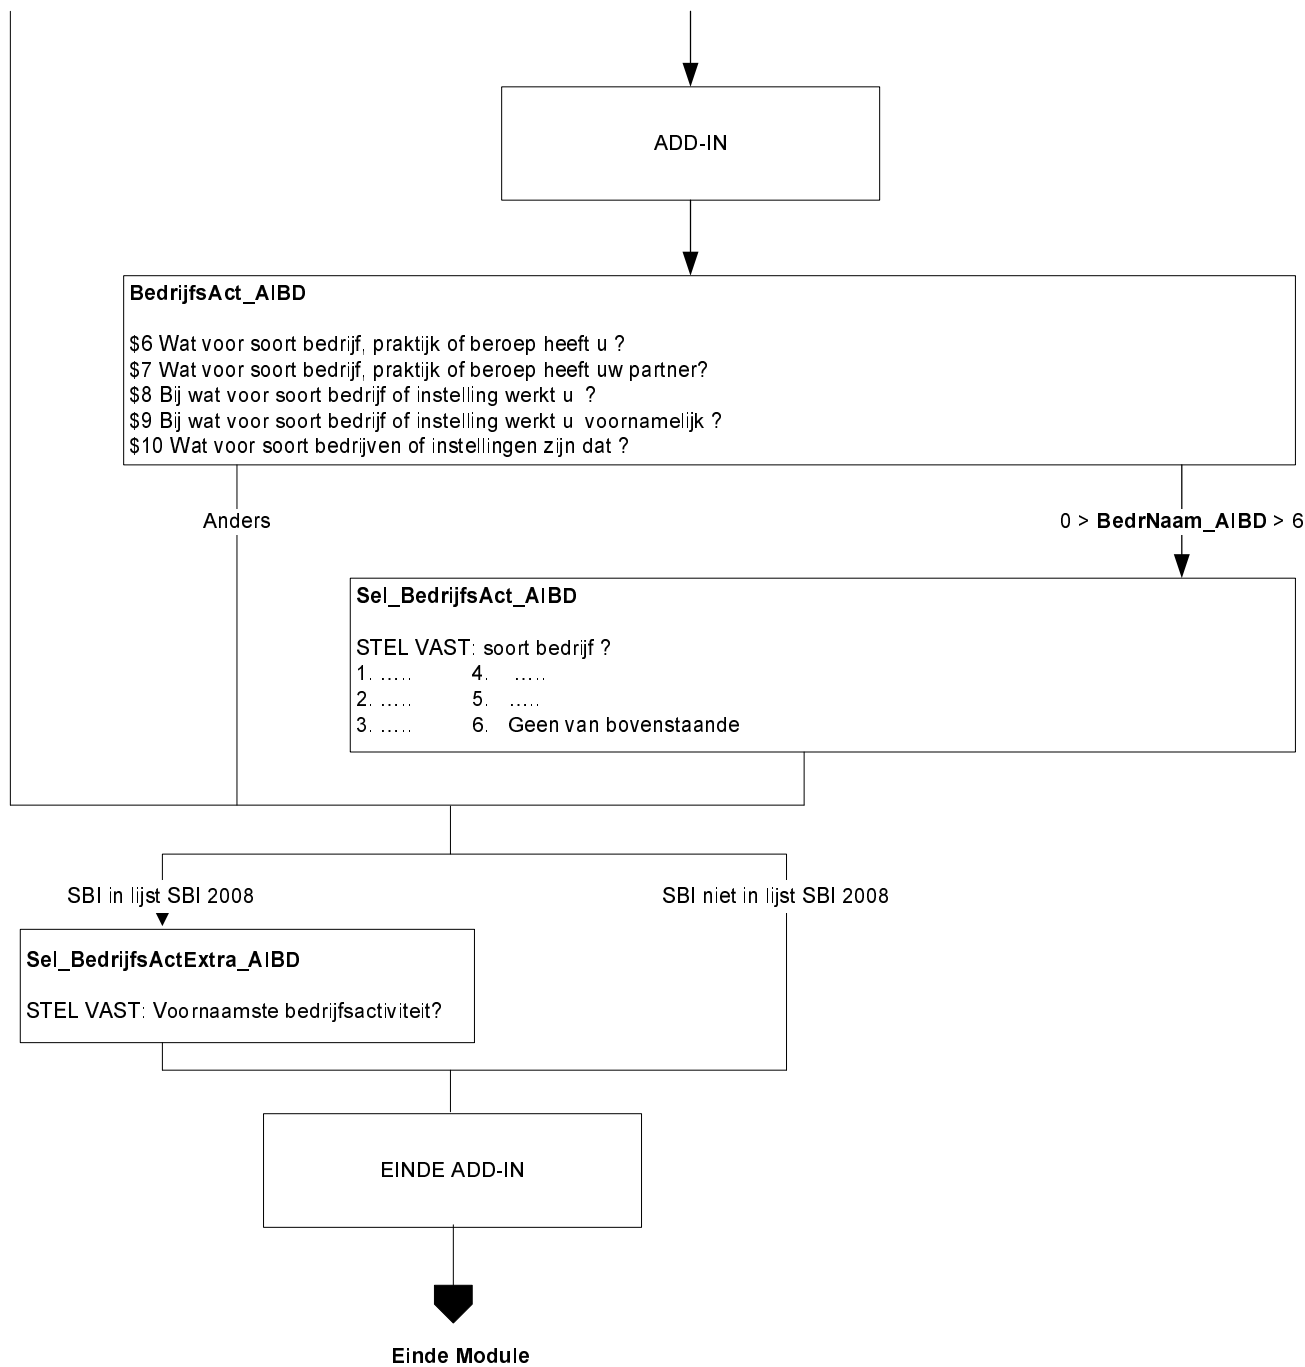 ADD-IN
BedrijfsAct_AIBD
$6 Wat voor soort bedrijf, praktijk of beroep heeft u ?
$7 Wat voor soort bedrijf, praktijk of beroep heeft uw partner?
$8 Bij wat voor soort bedrijf of instelling werkt u  ?
$9 Bij wat voor soort bedrijf of instelling werkt u  voornamelijk ?
$10 Wat voor soort bedrijven of instellingen zijn dat ?
Anders
0 > BedrNaam_AIBD > 6
Sel_BedrijfsAct_AIBD
STEL VAST: soort bedrijf ?
1. ..... 4. .....
2. ..... 5. .....
3. ..... 6. Geen van bovenstaande
SBI in lijst SBI 2008
SBI niet in lijst SBI 2008
Sel_BedrijfsActExtra_AIBD
STEL VAST: Voornaamste bedrijfsactiviteit?
EINDE ADD-IN
Einde Module